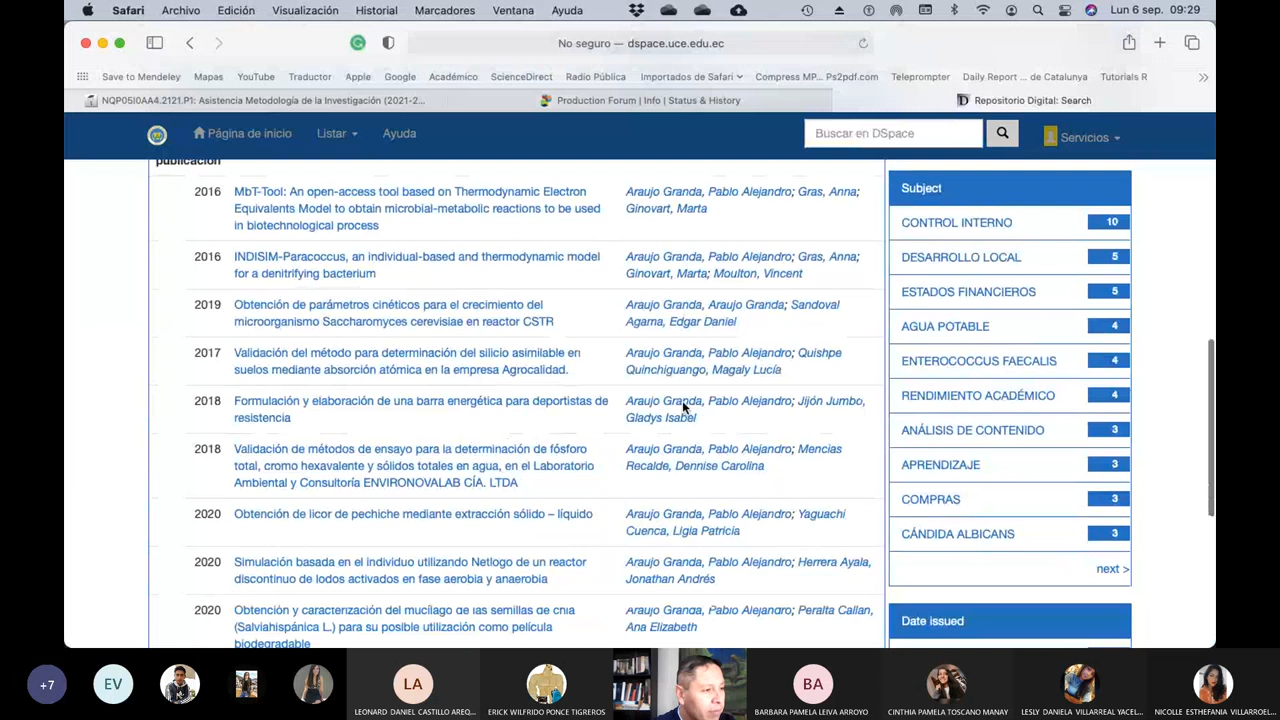 Safari Archivo Edición Visualización Historial Marcadores Ventana Ayuda Lun 6 sep. 09:29
No seguro — dspace.uce.edu.ec
Save to Mendeley Mapas YouTube Traductor Apple Google Académico ScienceDirect Radio Pública Importados de Safari Compress MP... Ps2pdf.com Teleprompter Daily Report ... de Catalunya Tutorials R
NQP05I0AA4.2121.P1: Asistencia Metodología de la Investigación (2021-2... Production Forum | Info | Status & History Repositorio Digital: Search
Página de inicio Listar Ayuda Buscar en DSpace Servicios
publicación
2016 MbT-Tool: An open-access tool based on Thermodynamic Electron
Equivalents Model to obtain microbial-metabolic reactions to be used
in biotechnological process
Araujo Granda, Pablo Alejandro; Gras, Anna;
Ginovart, Marta
2016 INDISIM-Paracoccus, an individual-based and thermodynamic model
for a denitrifying bacterium
Araujo Granda, Pablo Alejandro; Gras, Anna;
Ginovart, Marta; Moulton, Vincent
2019 Obtención de parámetros cinéticos para el crecimiento del
microorganismo Saccharomyces cerevisiae en reactor CSTR
Araujo Granda, Araujo Granda; Sandoval
Agama, Edgar Daniel
2017 Validación del método para determinación del silicio asimilable en
suelos mediante absorción atómica en la empresa Agrocalidad.
Araujo Granda, Pablo Alejandro; Quishpe
Quinchiguango, Magaly Lucía
2018 Formulación y elaboración de una barra energética para deportistas de
resistencia
Araujo Granda, Pablo Alejandro; Jijón Jumbo,
Gladys Isabel
2018 Validación de métodos de ensayo para la determinación de fósforo
total, cromo hexavalente y sólidos totales en agua, en el Laboratorio
Ambiental y Consultoría ENVIRONOVALAB CÍA. LTDA
Araujo Granda, Pablo Alejandro; Mencias
Recalde, Dennise Carolina
2020 Obtención de licor de pechiche mediante extracción sólido – líquido
Araujo Granda, Pablo Alejandro; Yaguachi
Cuenca, Ligia Patricia
2020 Simulación basada en el individuo utilizando Netlogo de un reactor
discontinuo de lodos activados en fase aerobia y anaerobia
Araujo Granda, Pablo Alejandro; Herrera Ayala,
Jonathan Andrés
2020 Obtención y caracterización del mucílago de las semillas de chía
(Salviahispánica L.) para su posible utilización como película
biodegradable
Araujo Granda, Pablo Alejandro; Peralta Callan,
Ana Elizabeth
Subject
CONTROL INTERNO 10
DESARROLLO LOCAL 5
ESTADOS FINANCIEROS 5
AGUA POTABLE 4
ENTEROCOCCUS FAECALIS 4
RENDIMIENTO ACADÉMICO 4
ANÁLISIS DE CONTENIDO 3
APRENDIZAJE 3
COMPRAS 3
CÁNDIDA ALBICANS 3
next >
Date issued
+7 EV LA BA
LEONARD DANIEL CASTILLO AREQ... ERICK WILFRIDO PONCE TIGREROS BARBARA PAMELA LEIVA ARROYO CINTHIA PAMELA TOSCANO MANAY LESLY DANIELA VILLARREAL YACEL... NICOLLE ESTHEFANIA VILLARROEL...